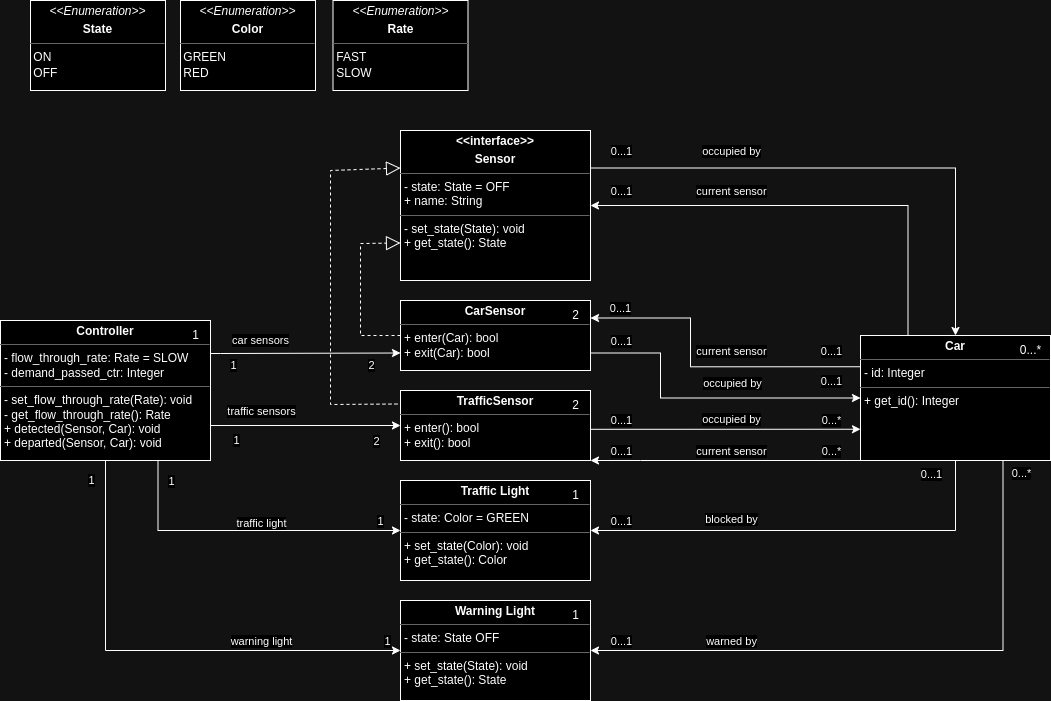 <<Enumeration>>
State
ON
OFF
<<Enumeration>>
Color
GREEN
RED
<<Enumeration>>
Rate
FAST
SLOW
<<interface>>
Sensor
- state: State = OFF
+ name: String
- set_state(State): void
+ get_state(): State
0...1
occupied by
0...1
current sensor
CarSensor
2
+ enter(Car): bool
+ exit(Car): bool
0...1
0...1
current sensor
0...1
occupied by
0...1
Controller
1
- flow_through_rate: Rate = SLOW
- demand_passed_ctr: Integer
- set_flow_through_rate(Rate): void
- get_flow_through_rate(): Rate
+ detected(Sensor, Car): void
+ departed(Sensor, Car): void
car sensors
1
2
traffic sensors
1
2
Car
0...*
- id: Integer
+ get_id(): Integer
TrafficSensor
2
+ enter(): bool
+ exit(): bool
0...1
occupied by
0...*
0...1
current sensor
0...*
1
1
traffic light
1
Traffic Light
1
- state: Color = GREEN
+ set_state(Color): void
+ get_state(): Color
0...1
blocked by
0...1
0...*
warning light
1
Warning Light
1
- state: State OFF
+ set_state(State): void
+ get_state(): State
0...1
warned by